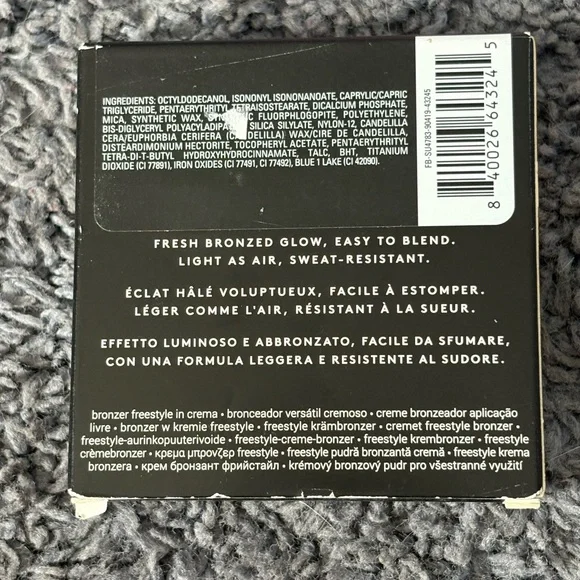 INGREDIENTS: OCTYLDODECANOL, ISONONYL ISONONANOATE, CAPRYLIC/CAPRIC
TRIGLYCERIDE, PENTAERYTHRITYL TETRAISOSTEARATE, DICALCIUM PHOSPHATE,
MICA, SYNTHETIC WAX, FLUORPHLOGOPITE, POLYETHYLENE,
BIS-DIGLYCERYL POLYACYLADIPATE SILICA SILYLATE, NYLON-12, CANDELILLA
CERA/EUPHORBIA CERIFERA (CANDELILLA) WAX/CIRE DE CANDELILLA,
DISTEARDIMONIUM HECTORITE, TOCOPHERYL ACETATE, PENTAERYTHRITYL
TETRA-DI-T-BUTYL HYDROXYHYDROCINNAMATE, TALC, BHT, TITANIUM
DIOXIDE (CI 77891), IRON OXIDES (CI 77491, CI 77492), BLUE 1 LAKE (CI 42090).
FB-SU4783-90419-43245
8 40026 64324 5
FRESH BRONZED GLOW, EASY TO BLEND.
LIGHT AS AIR, SWEAT-RESISTANT.
ÉCLAT HÂLÉ VOLUPTUEUX, FACILE À ESTOMPER.
LÉGER COMME L'AIR, RÉSISTANT À LA SUEUR.
EFFETTO LUMINOSO E ABBRONZATO, FACILE DA SFUMARE,
CON UNA FORMULA LEGGERA E RESISTENTE AL SUDORE.
bronzer freestyle in crema • bronceador versátil cremoso • creme bronzeador aplicação
livre • bronzer w kremie freestyle • freestyle krämbronzer • cremet freestyle bronzer •
freestyle-aurinkopuuterivoide • freestyle-creme-bronzer • freestyle krembronzer • freestyle
crèmebronzer • κρεμα μπρονζερ freestyle • freestyle pudră bronzantă cremă • freestyle krema
bronzera • крем бронзант фрийстайл • krémový bronzový pudr pro všestranné využití